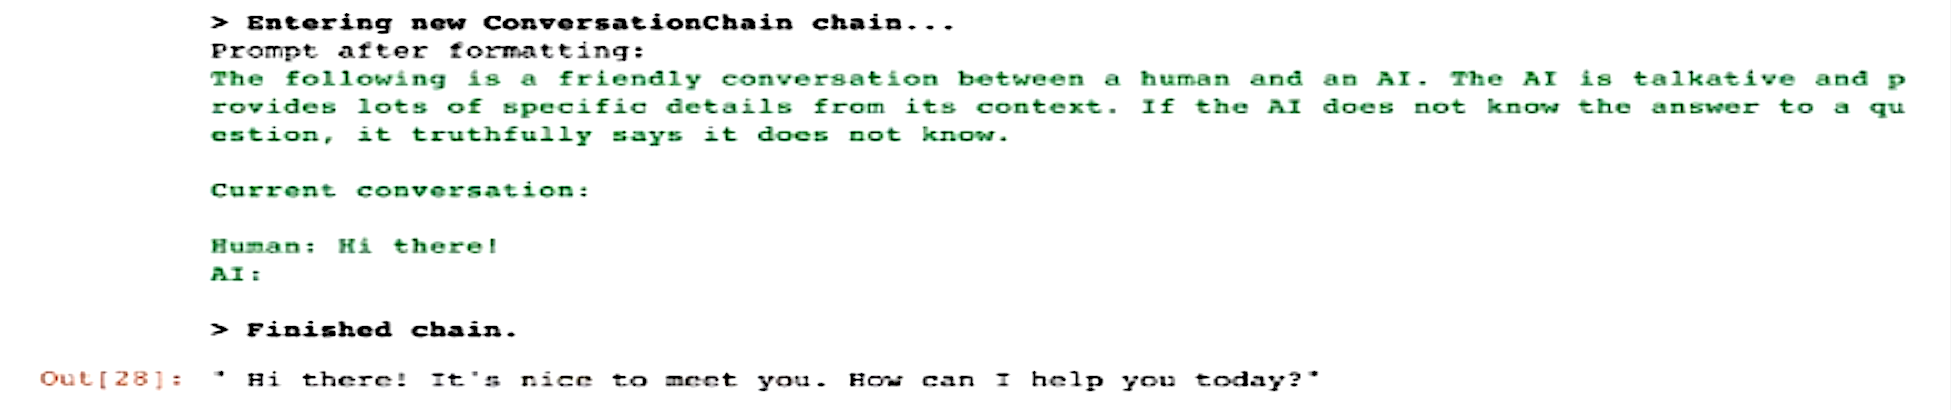 > Entering new ConversationChain chain...
Prompt after formatting:
The following is a friendly conversation between a human and an AI. The AI is talkative and p
rovides lots of specific details from its context. If the AI does not know the answer to a qu
estion, it truthfully says it does not know.
Current conversation:
Human: Hi there!
AI:
> Finished chain.
Out[28]: " Hi there! It's nice to meet you. How can I help you today?"